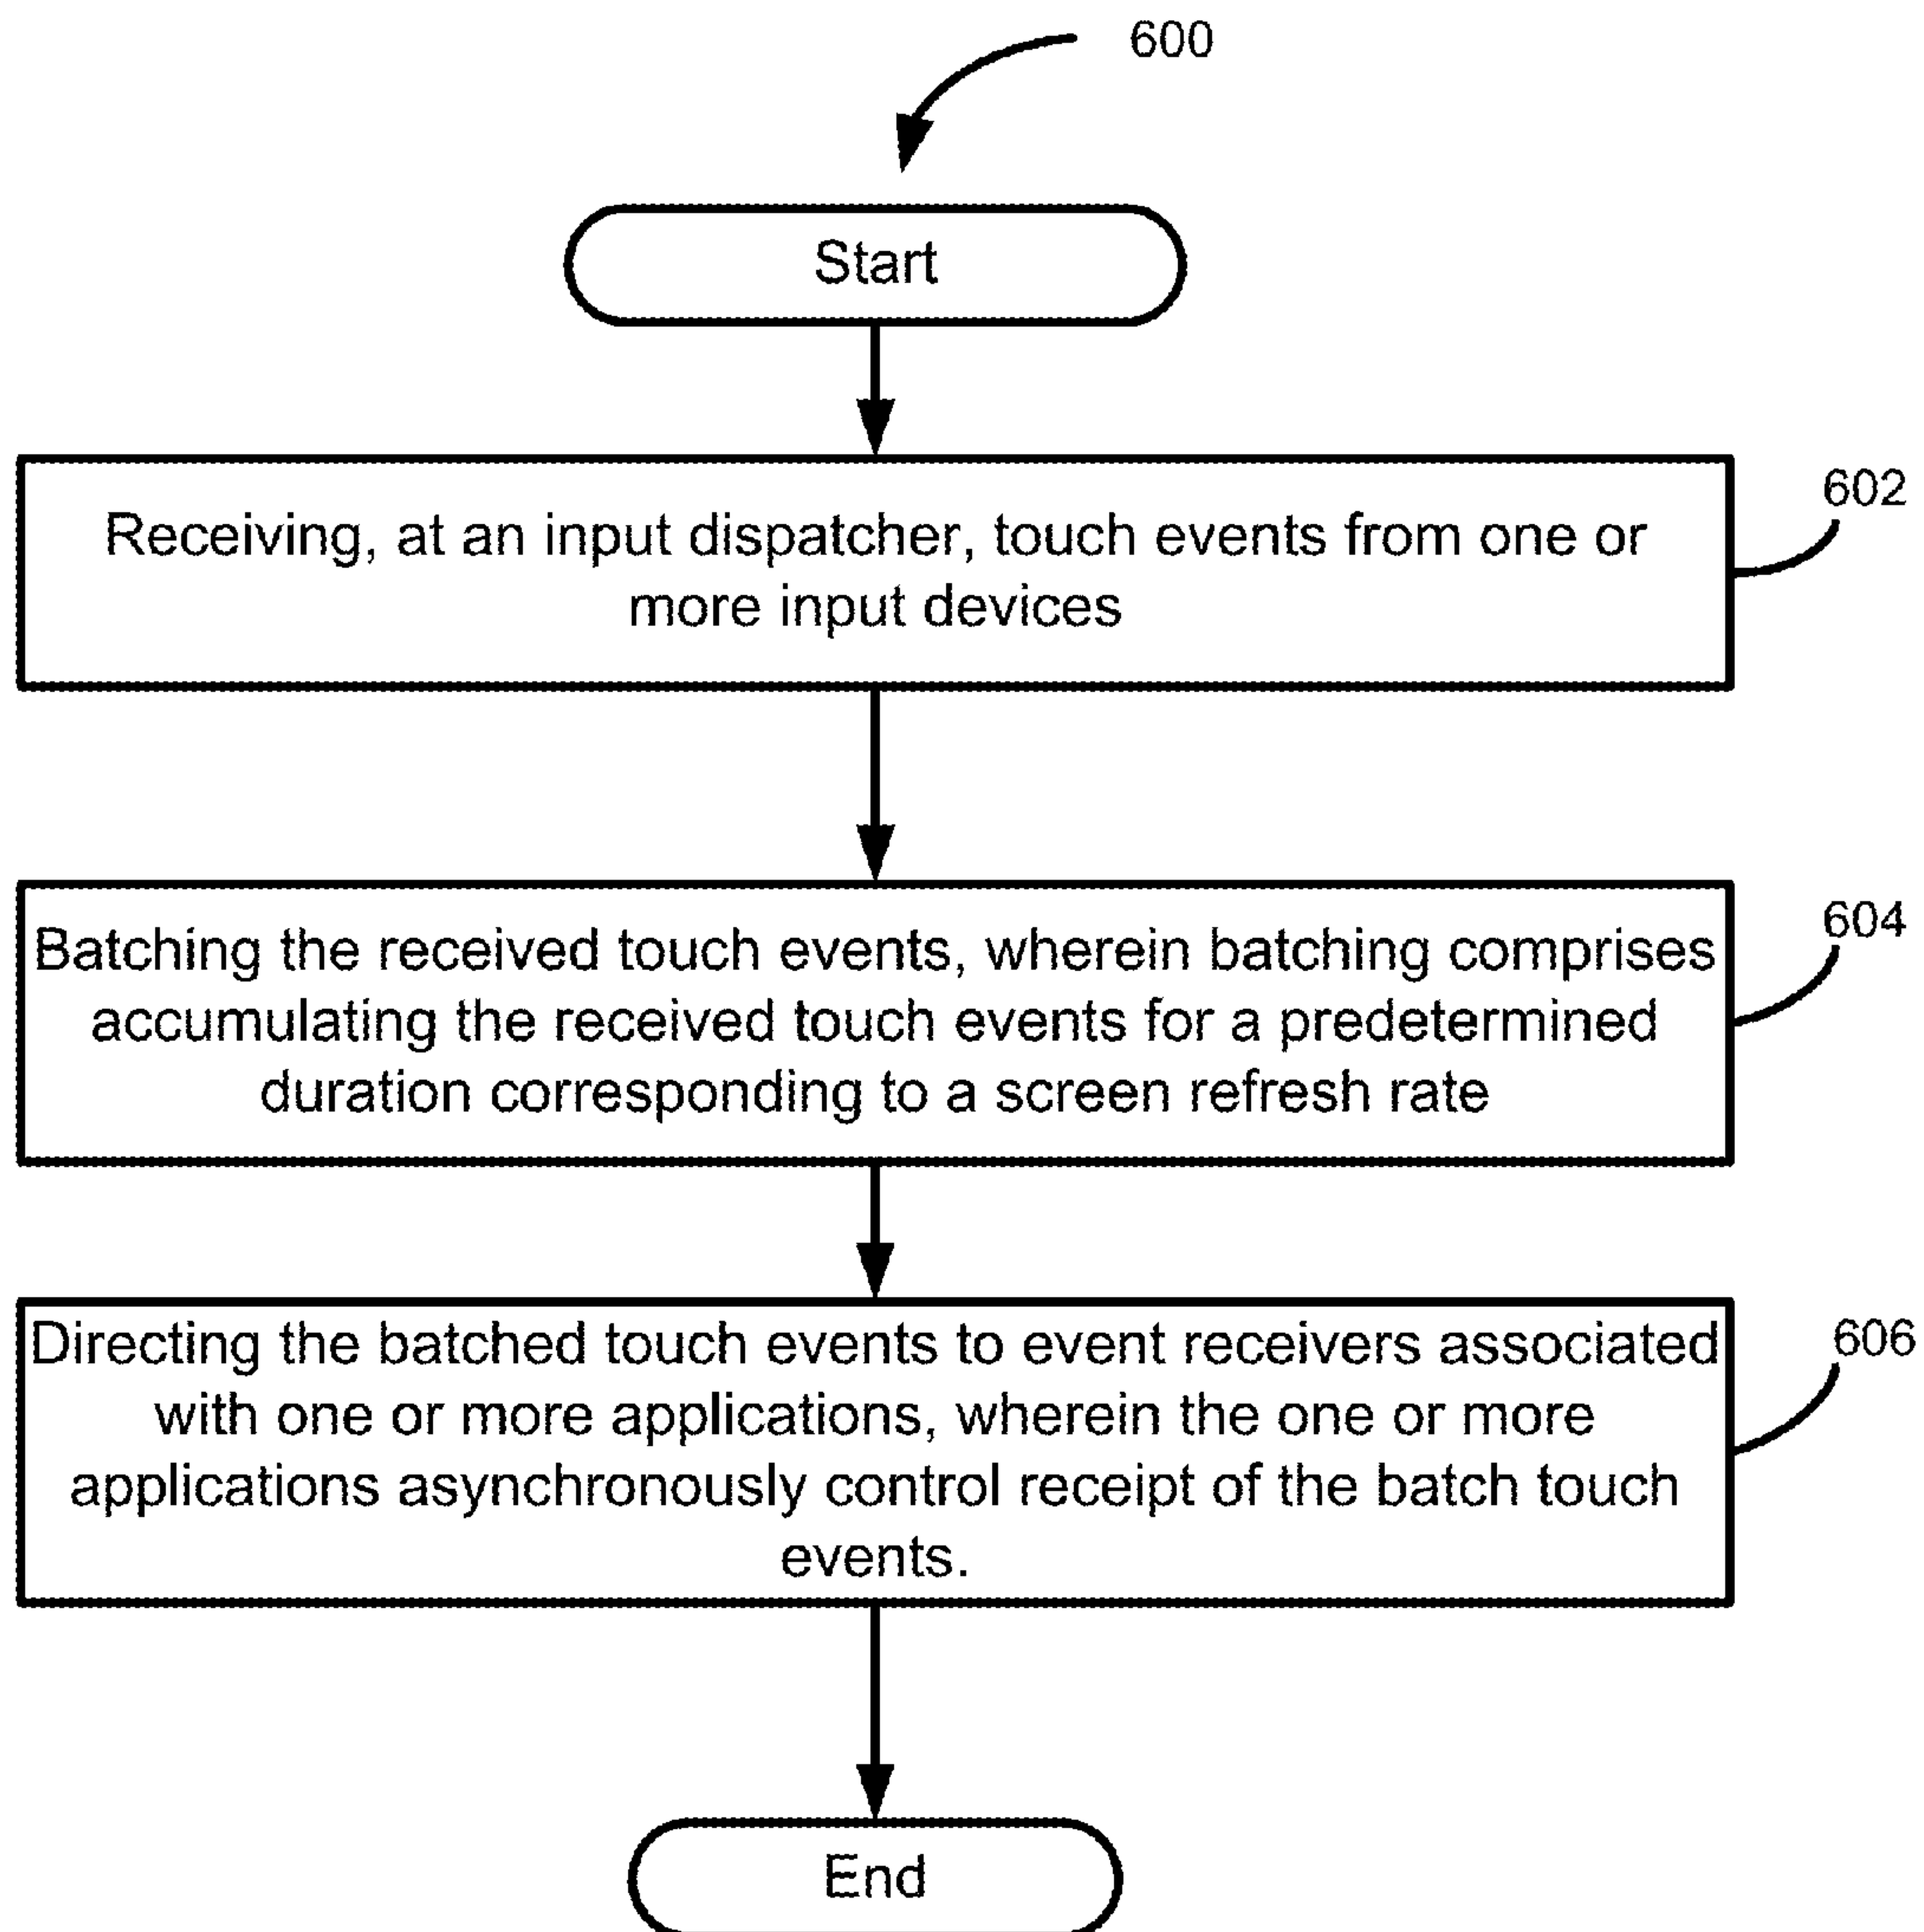 600
Start
602
Receiving, at an input dispatcher, touch events from one or
more input devices
604
Batching the received touch events, wherein batching comprises
accumulating the received touch events for a predetermined
duration corresponding to a screen refresh rate
606
Directing the batched touch events to event receivers associated
with one or more applications, wherein the one or more
applications asynchronously control receipt of the batch touch
events.
End